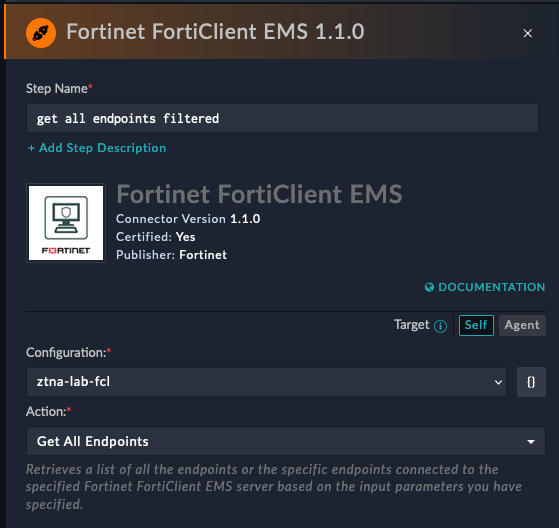 Fortinet FortiClient EMS 1.1.0
×
Step Name*
get all endpoints filtered
+ Add Step Description
Fortinet FortiClient EMS
Connector Version 1.1.0
Certified: Yes
Publisher: Fortinet
FORTINET
DOCUMENTATION
Target
Self
Agent
Configuration:*
ztna-lab-fcl
{}
Action:*
Get All Endpoints
Retrieves a list of all the endpoints or the specific endpoints connected to the
specified Fortinet FortiClient EMS server based on the input parameters you have
specified.